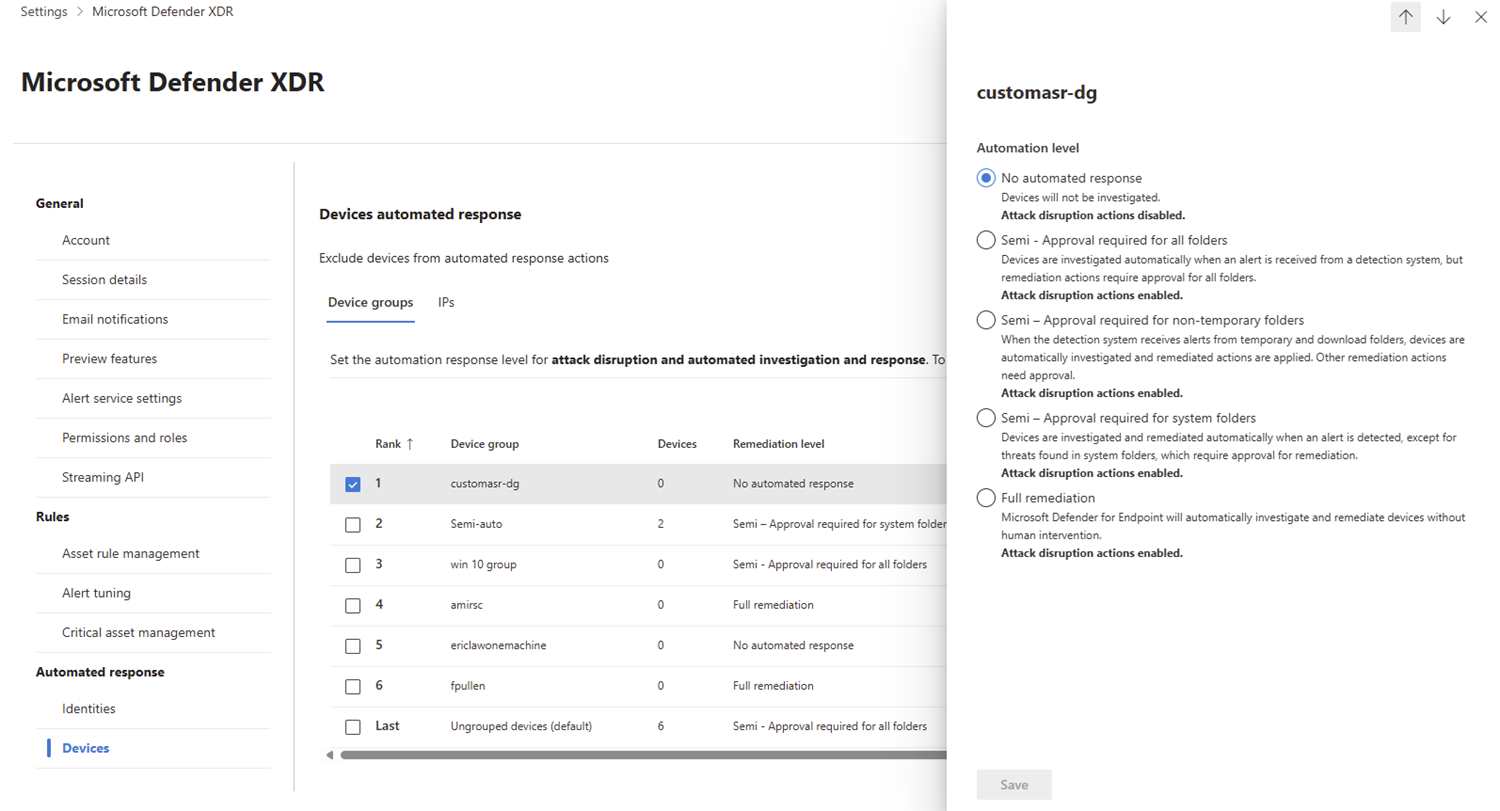 Settings > Microsoft Defender XDR
Microsoft Defender XDR
General
Account
Session details
Email notifications
Preview features
Alert service settings
Permissions and roles
Streaming API
Rules
Asset rule management
Alert tuning
Critical asset management
Automated response
Identities
Devices
Devices automated response
Exclude devices from automated response actions
Device groups IPs
Set the automation response level for attack disruption and automated investigation and response. To
Rank ↑ Device group Devices Remediation level
1 customasr-dg 0 No automated response
2 Semi-auto 2 Semi – Approval required for system folder
3 win 10 group 0 Semi - Approval required for all folders
4 amirsc 0 Full remediation
5 ericlawonemachine 0 No automated response
6 fpullen 0 Full remediation
Last Ungrouped devices (default) 6 Semi - Approval required for all folders
customasr-dg
Automation level
No automated response
Devices will not be investigated.
Attack disruption actions disabled.
Semi - Approval required for all folders
Devices are investigated automatically when an alert is received from a detection system, but
remediation actions require approval for all folders.
Attack disruption actions enabled.
Semi – Approval required for non-temporary folders
When the detection system receives alerts from temporary and download folders, devices are
automatically investigated and remediated actions are applied. Other remediation actions
need approval.
Attack disruption actions enabled.
Semi – Approval required for system folders
Devices are investigated and remediated automatically when an alert is detected, except for
threats found in system folders, which require approval for remediation.
Attack disruption actions enabled.
Full remediation
Microsoft Defender for Endpoint will automatically investigate and remediate devices without
human intervention.
Attack disruption actions enabled.
Save